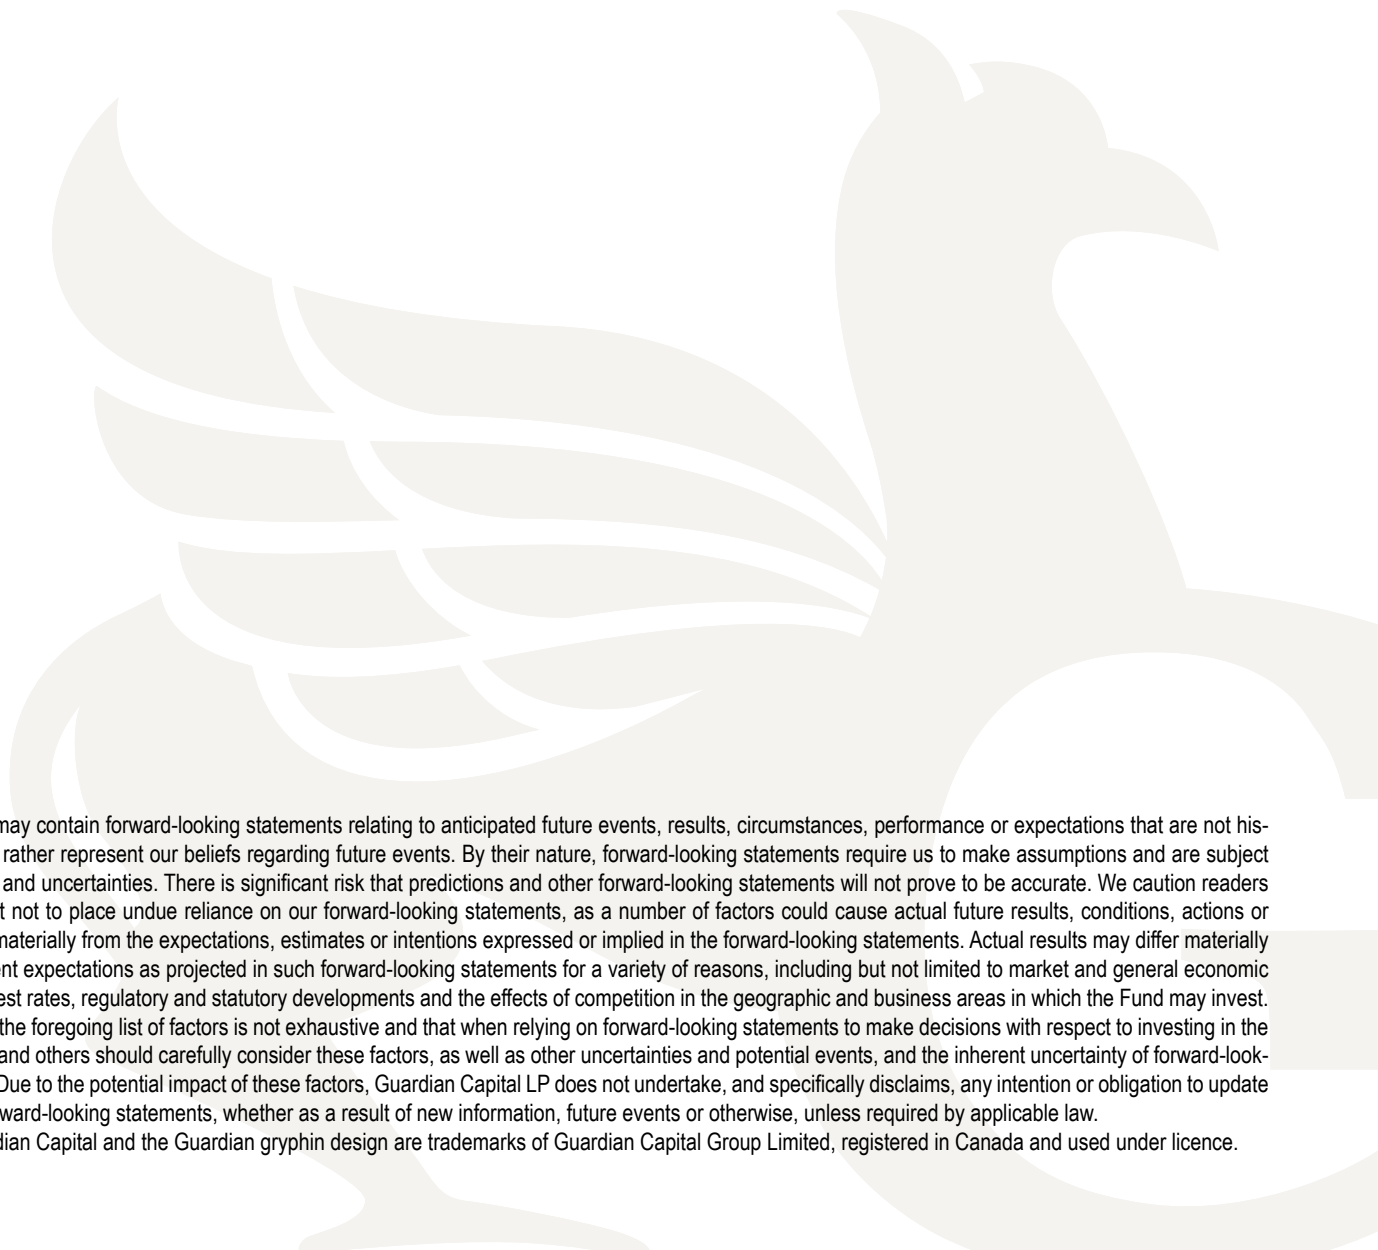 may contain forward-looking statements relating to anticipated future events, results, circumstances, performance or expectations that are not his-
rather represent our beliefs regarding future events. By their nature, forward-looking statements require us to make assumptions and are subject
and uncertainties. There is significant risk that predictions and other forward-looking statements will not prove to be accurate. We caution readers
not to place undue reliance on our forward-looking statements, as a number of factors could cause actual future results, conditions, actions or
materially from the expectations, estimates or intentions expressed or implied in the forward-looking statements. Actual results may differ materially
expectations as projected in such forward-looking statements for a variety of reasons, including but not limited to market and general economic
rates, regulatory and statutory developments and the effects of competition in the geographic and business areas in which the Fund may invest.
the foregoing list of factors is not exhaustive and that when relying on forward-looking statements to make decisions with respect to investing in the
and others should carefully consider these factors, as well as other uncertainties and potential events, and the inherent uncertainty of forward-look-
Due to the potential impact of these factors, Guardian Capital LP does not undertake, and specifically disclaims, any intention or obligation to update
ward-looking statements, whether as a result of new information, future events or otherwise, unless required by applicable law.
dian Capital and the Guardian gryphin design are trademarks of Guardian Capital Group Limited, registered in Canada and used under licence.